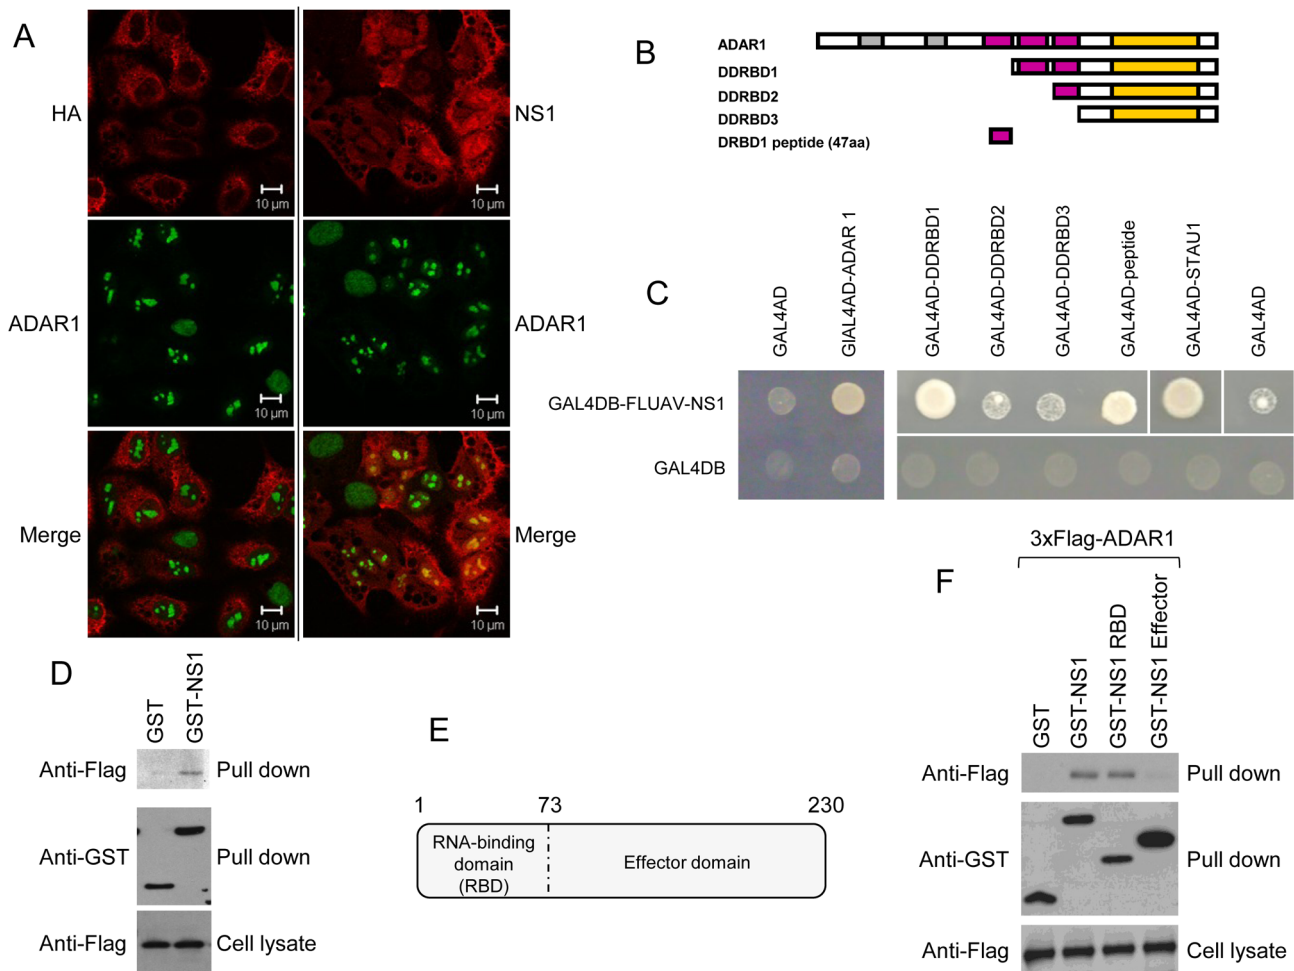 A
HA
NS1
10 µm
10 µm
ADAR1
ADAR1
10 µm
10 µm
Merge
Merge
10 µm
10 µm
B
ADAR1
DDRBD1
DDRBD2
DDRBD3
DRBD1 peptide (47aa)
C
GAL4AD
GIAL4AD-ADAR 1
GAL4AD-DDRBD1
GAL4AD-DDRBD2
GAL4AD-DDRBD3
GAL4AD-peptide
GAL4AD-STAU1
GAL4AD
GAL4DB-FLUAV-NS1
GAL4DB
D
GST
GST-NS1
Anti-Flag
Pull down
Anti-GST
Pull down
Anti-Flag
Cell lysate
E
1
73
230
RNA-binding
domain
(RBD)
Effector domain
F
3xFlag-ADAR1
GST
GST-NS1
GST-NS1 RBD
GST-NS1 Effector
Anti-Flag
Pull down
Anti-GST
Pull down
Anti-Flag
Cell lysate